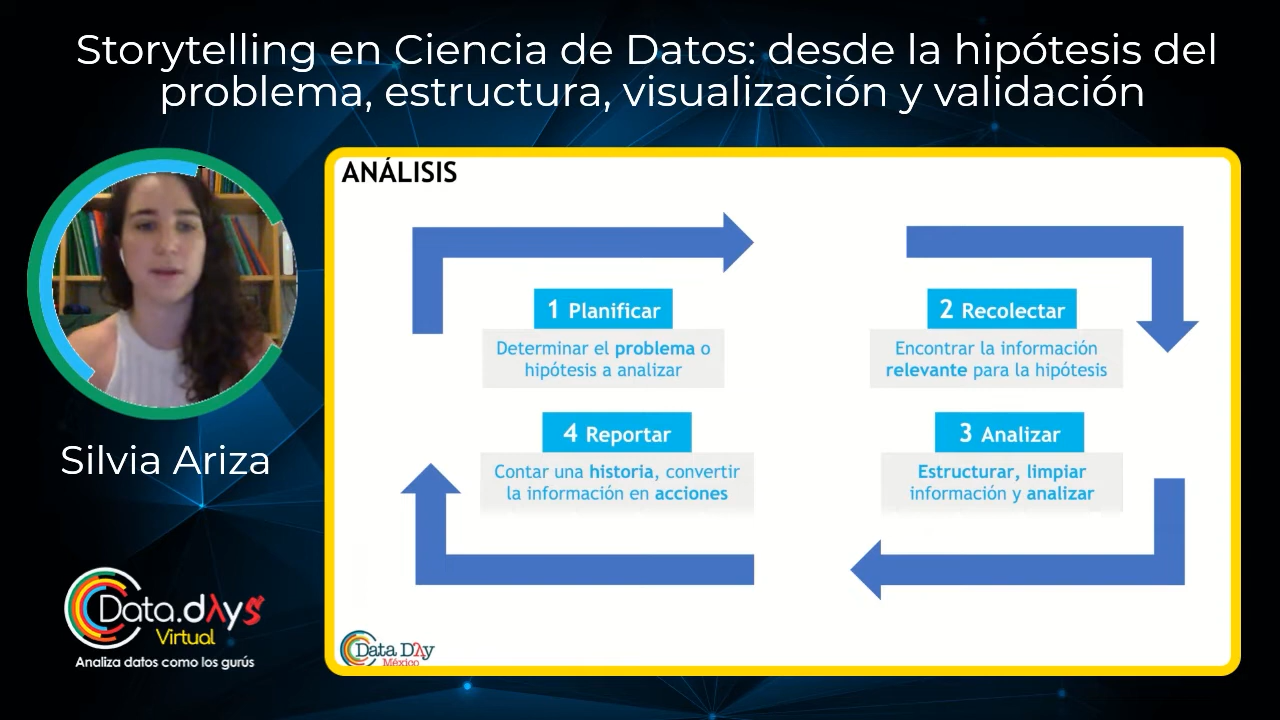 Storytelling en Ciencia de Datos: desde la hipótesis del
problema, estructura, visualización y validación
Silvia Ariza
Data.dλys
Virtual
Analiza datos como los gurús
ANÁLISIS
1 Planificar
Determinar el problema o
hipótesis a analizar
2 Recolectar
Encontrar la información
relevante para la hipótesis
4 Reportar
Contar una historia, convertir
la información en acciones
3 Analizar
Estructurar, limpiar
información y analizar
Data Dλy
México